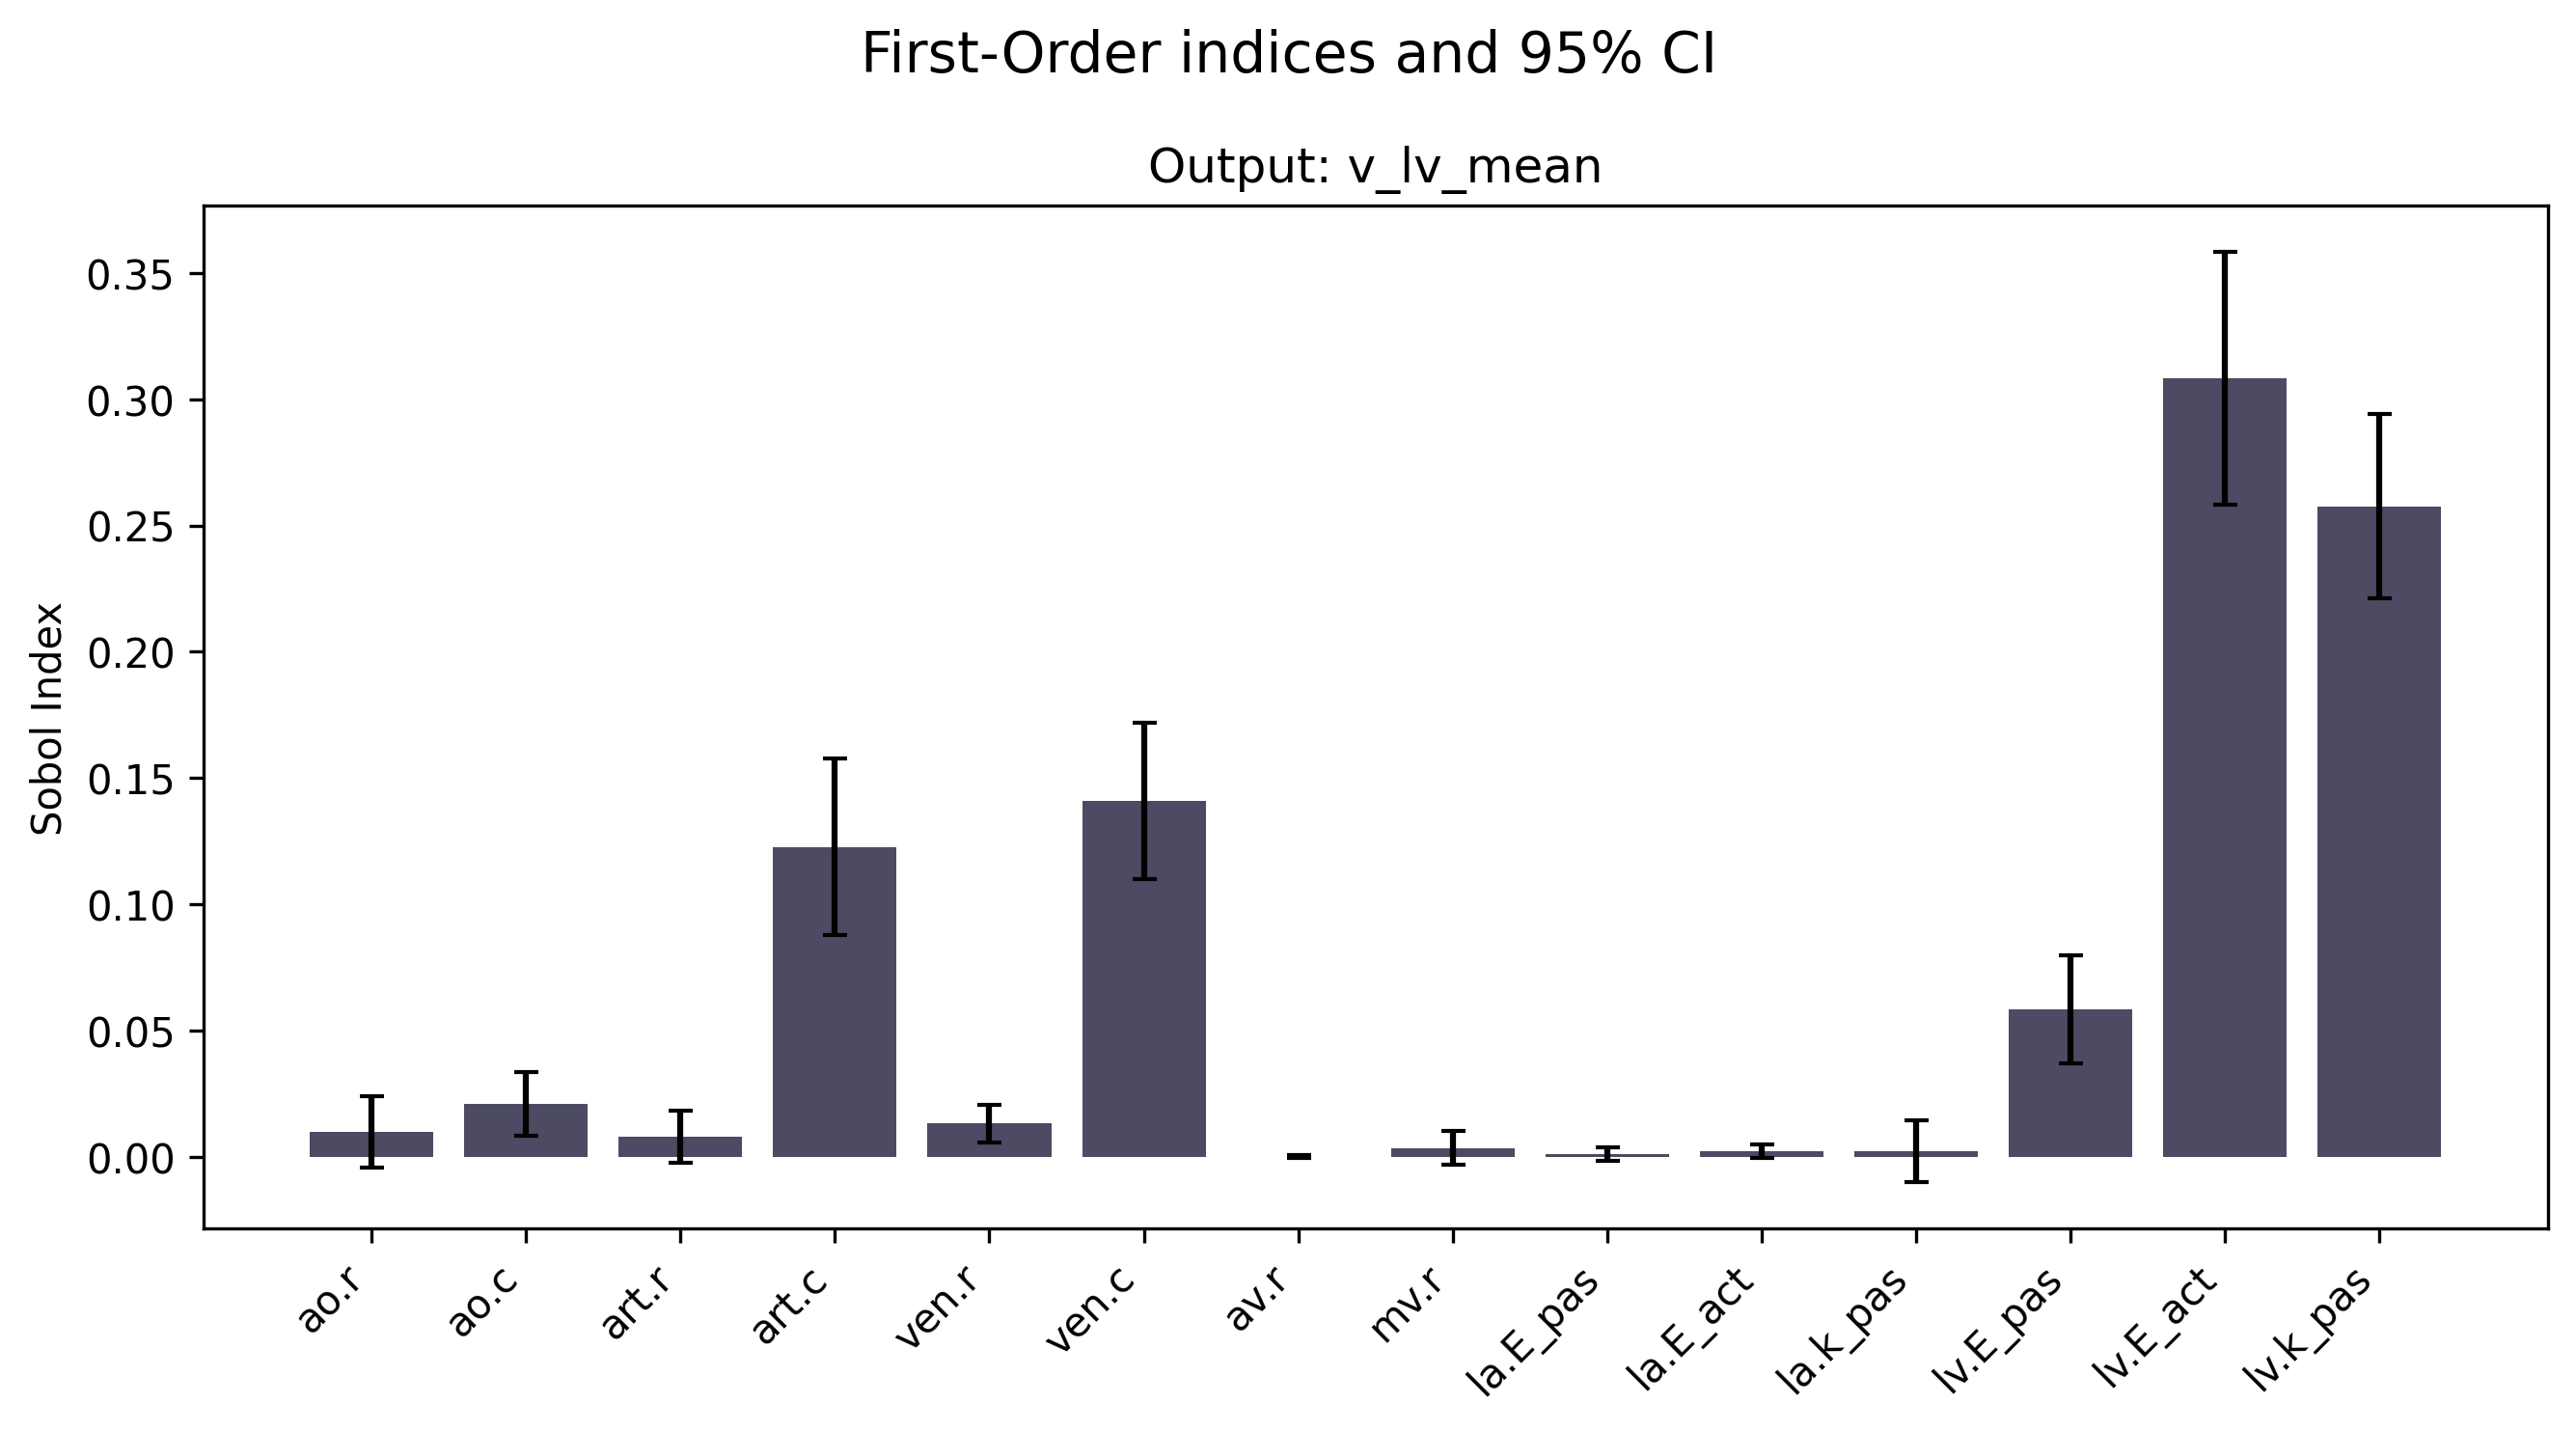 First-Order indices and 95% CI
Output: v_lv_mean
Sobol Index
0.35
0.30
0.25
0.20
0.15
0.10
0.05
0.00
ao.r
ao.c
art.r
art.c
ven.r
ven.c
av.r
mv.r
la.E_pas
la.E_act
la.k_pas
lv.E_pas
lv.E_act
lv.k_pas